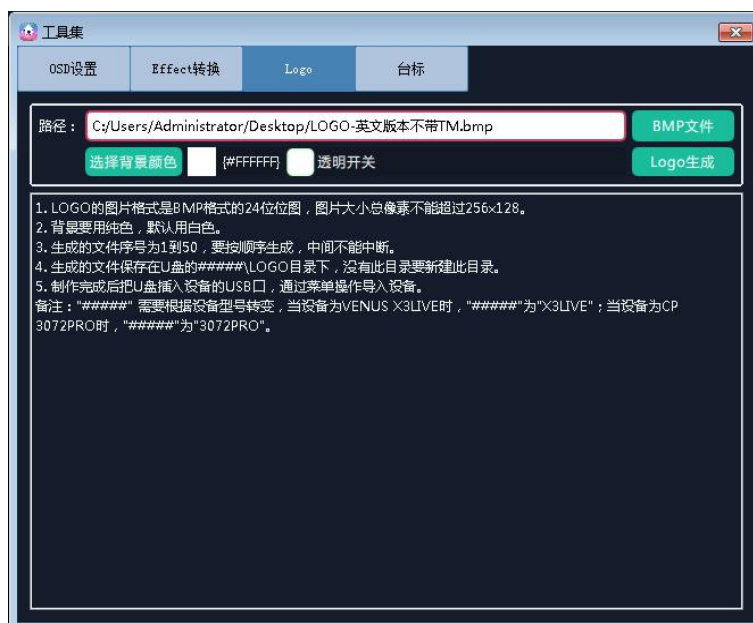 工具集
OSD设置 Effect转换 Logo 台标
路径： C:/Users/Administrator/Desktop/LOGO-英文版本不带TM.bmp BMP文件
选择背景颜色 {#FFFFFF} 透明开关 Logo生成
1. LOGO的图片格式是BMP格式的24位位图，图片大小总像素不能超过256×128。
2. 背景要用纯色，默认用白色。
3. 生成的文件序号为1到50，要按顺序生成，中间不能中断。
4. 生成的文件保存在U盘的#####\LOGO目录下，没有此目录要新建此目录。
5. 制作完成后把U盘插入设备的USB口，通过菜单操作导入设备。
备注："#####" 需要根据设备型号转变，当设备为VENUS X3LIVE时，"#####"为"X3LIVE"；当设备为CP
3072PRO时，"#####"为"3072PRO"。